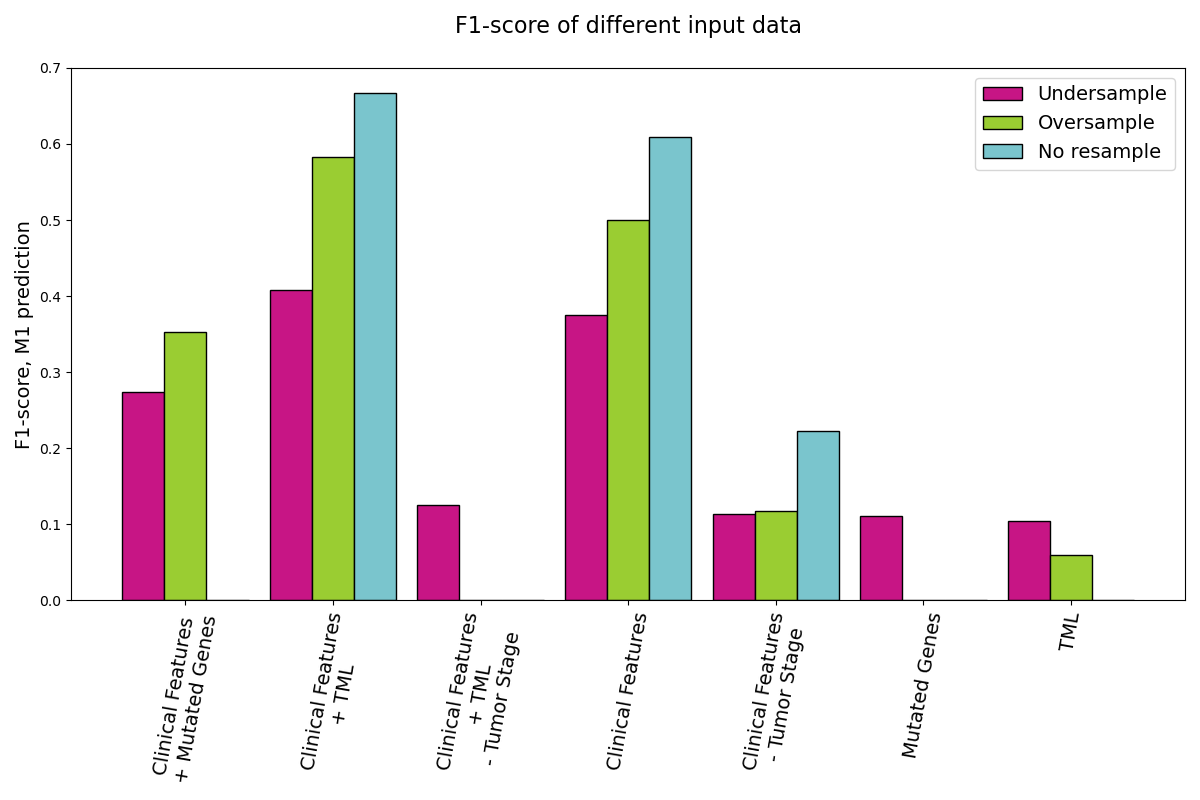 F1-score of different input data
F1-score, M1 prediction
0.7
0.6
0.5
0.4
0.3
0.2
0.1
0.0
Undersample
Oversample
No resample
Clinical Features
+ Mutated Genes
Clinical Features
+ TML
Clinical Features
+ TML
- Tumor Stage
Clinical Features
Clinical Features
- Tumor Stage
Mutated Genes
TML